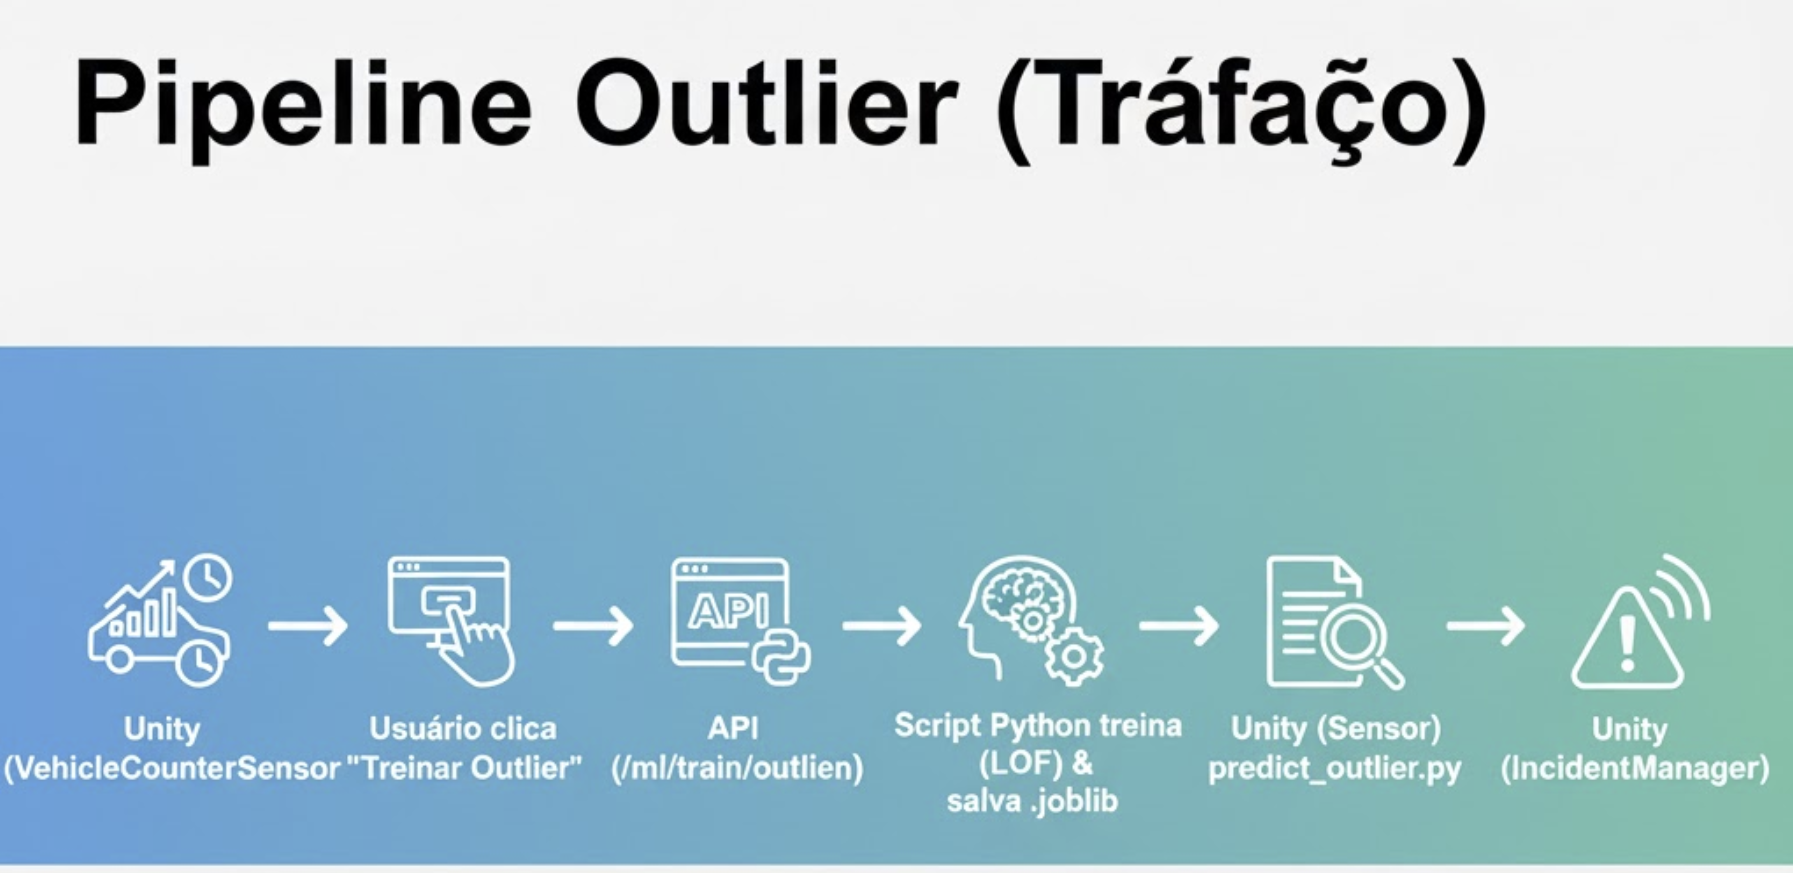 Pipeline Outlier (Tráfaç̃o)
API
Unity
(VehicleCounterSensor
Usuário clica
"Treinar Outlier"
API
(/ml/train/outlien)
Script Python treina
(LOF) &
salva .joblib
Unity (Sensor)
predict_outlier.py
Unity
(IncidentManager)